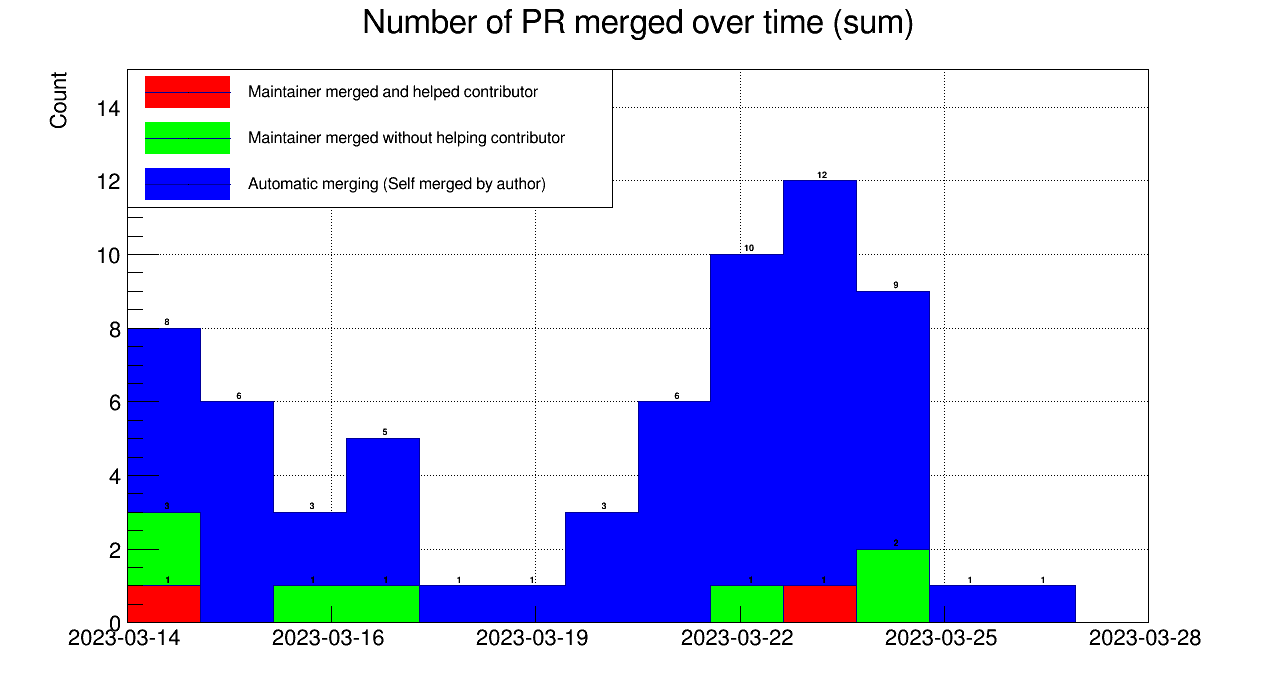 Number of PR merged over time (sum)
Count
Maintainer merged and helped contributor
Maintainer merged without helping contributor
Automatic merging (Self merged by author)
14
12
10
8
6
4
2
0
8 6 3 5 1 1 3 6 10 12 9 1 1
3 1 1 1 2
1 1
2023-03-14 2023-03-16 2023-03-19 2023-03-22 2023-03-25 2023-03-28